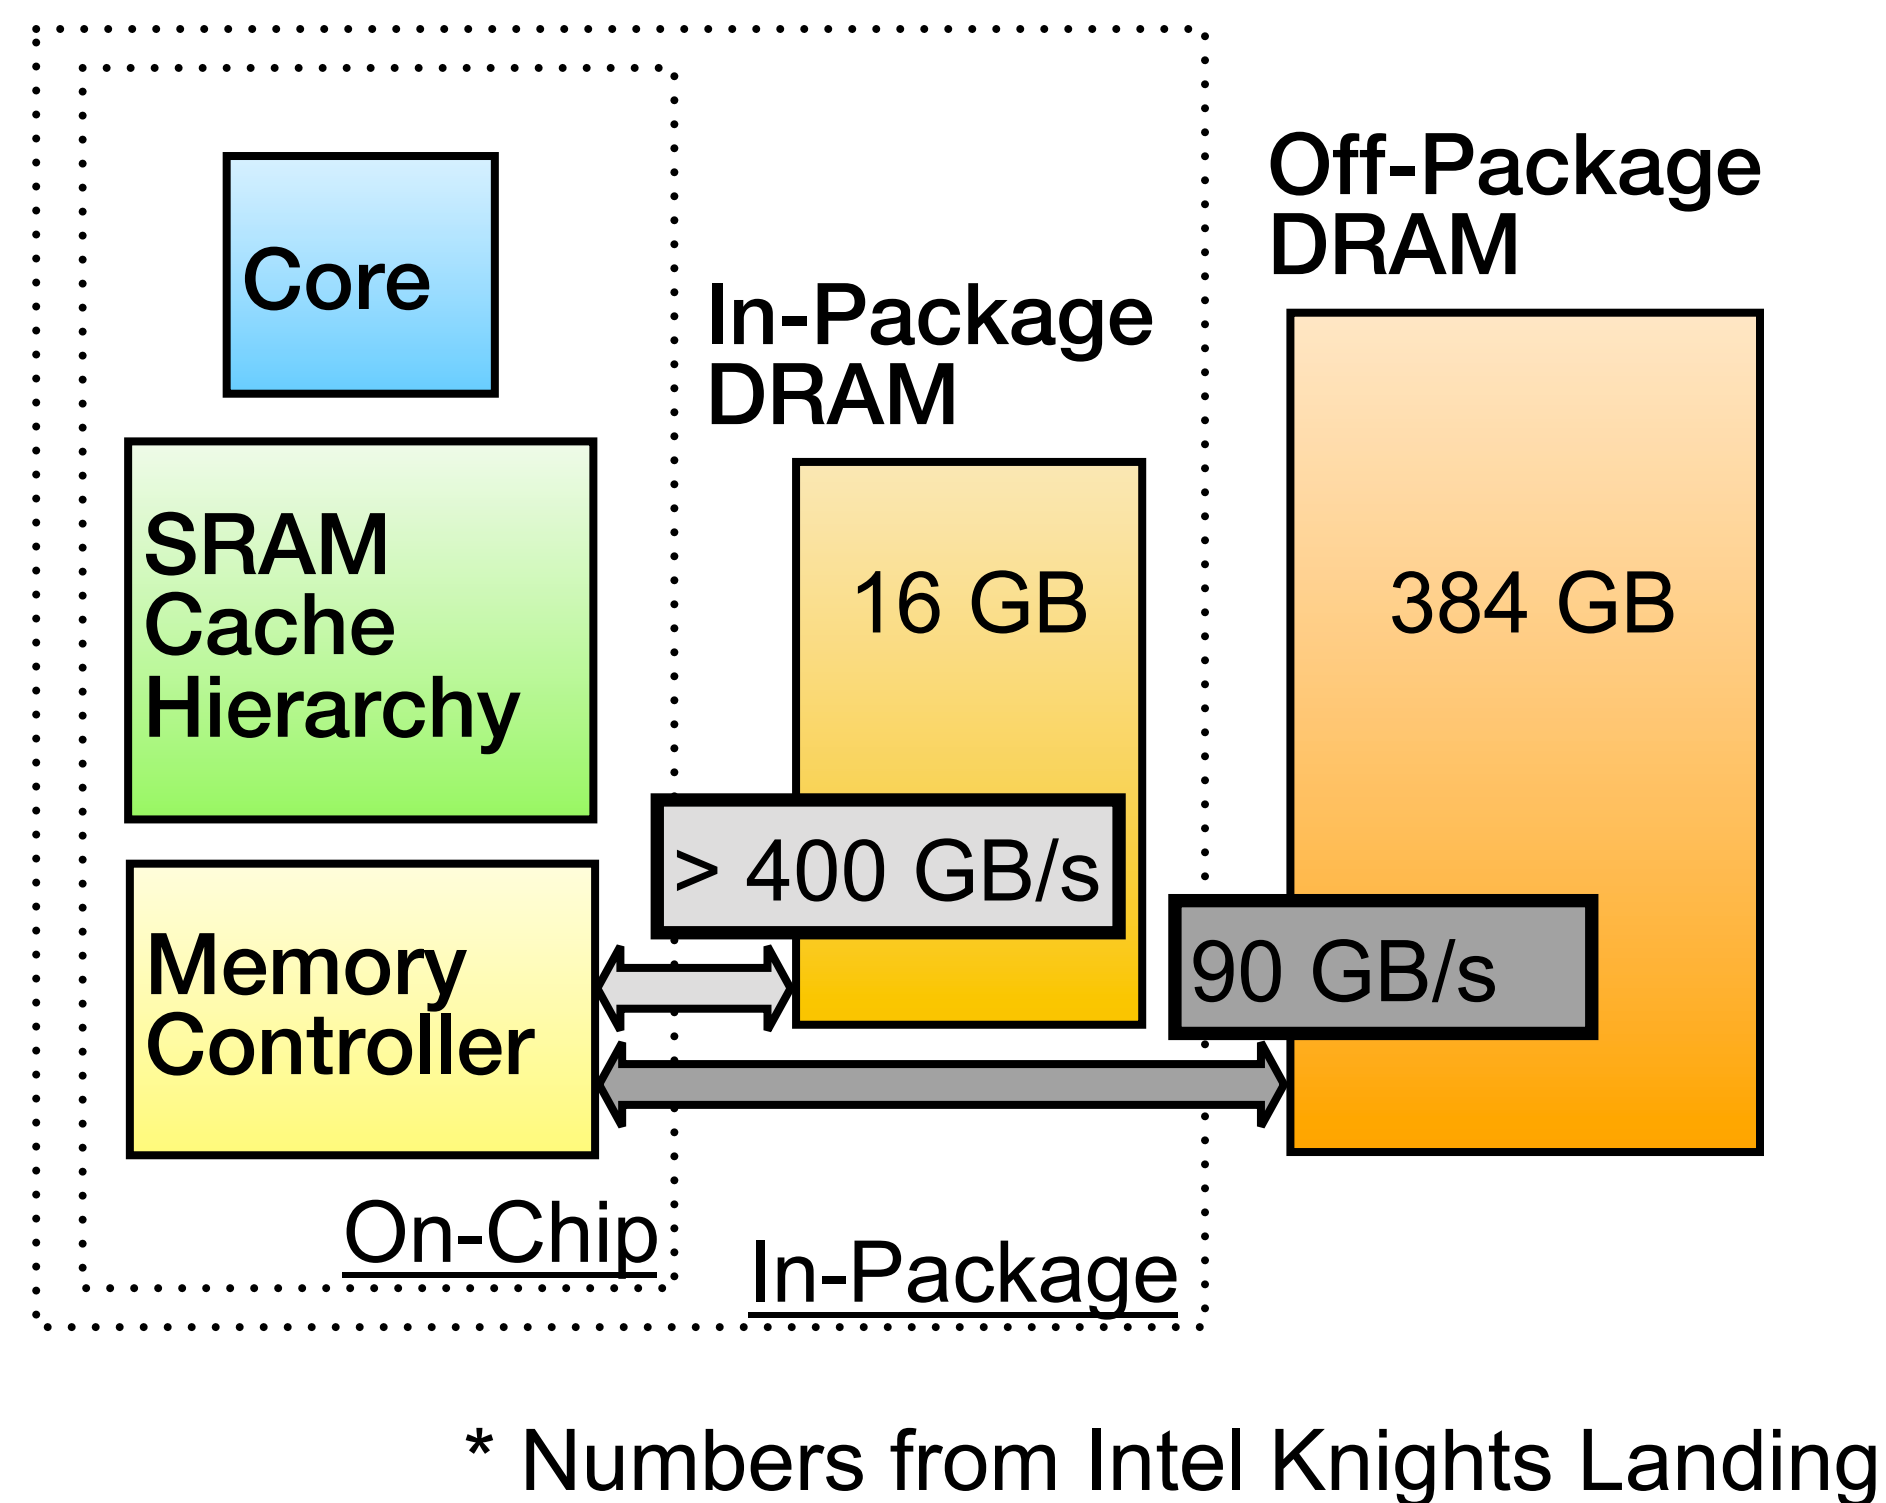 Core
SRAM
Cache
Hierarchy
Memory
Controller
On-Chip
In-Package
DRAM
16 GB
> 400 GB/s
In-Package
Off-Package
DRAM
384 GB
90 GB/s
* Numbers from Intel Knights Landing